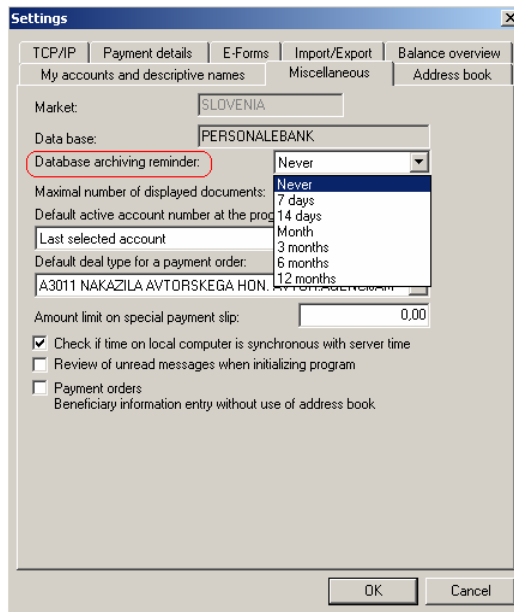 Settings
TCP/IP Payment details E-Forms Import/Export Balance overview
My accounts and descriptive names Miscellaneous Address book
Market: SLOVENIA
Data base: PERSONALEBANK
Database archiving reminder: Never
Never
Maximal number of displayed documents: 7 days
14 days
Default active account number at the prog
Month
Last selected account 3 months
Default deal type for a payment order: 6 months
12 months
A3011 NAKAZILA AVTORSKEGA HON.
Amount limit on special payment slip: 0,00
Check if time on local computer is synchronous with server time
Review of unread messages when initializing program
Payment orders
Beneficiary information entry without use of address book
OK Cancel